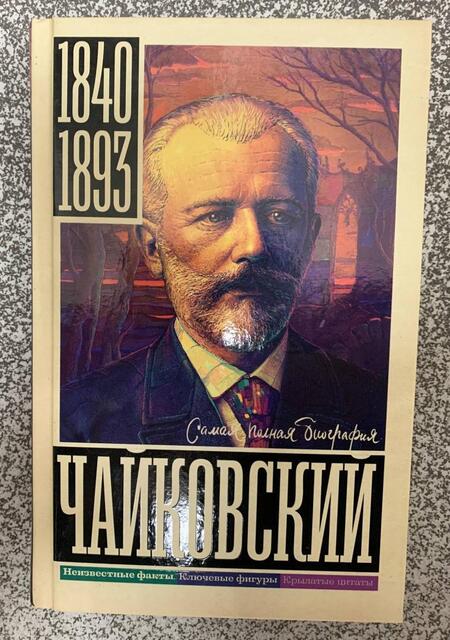 1840
1893
Самая полная биография
ЧАЙКОВСКИЙ
Неизвестные факты. Ключевые фигуры Крылатые цитаты